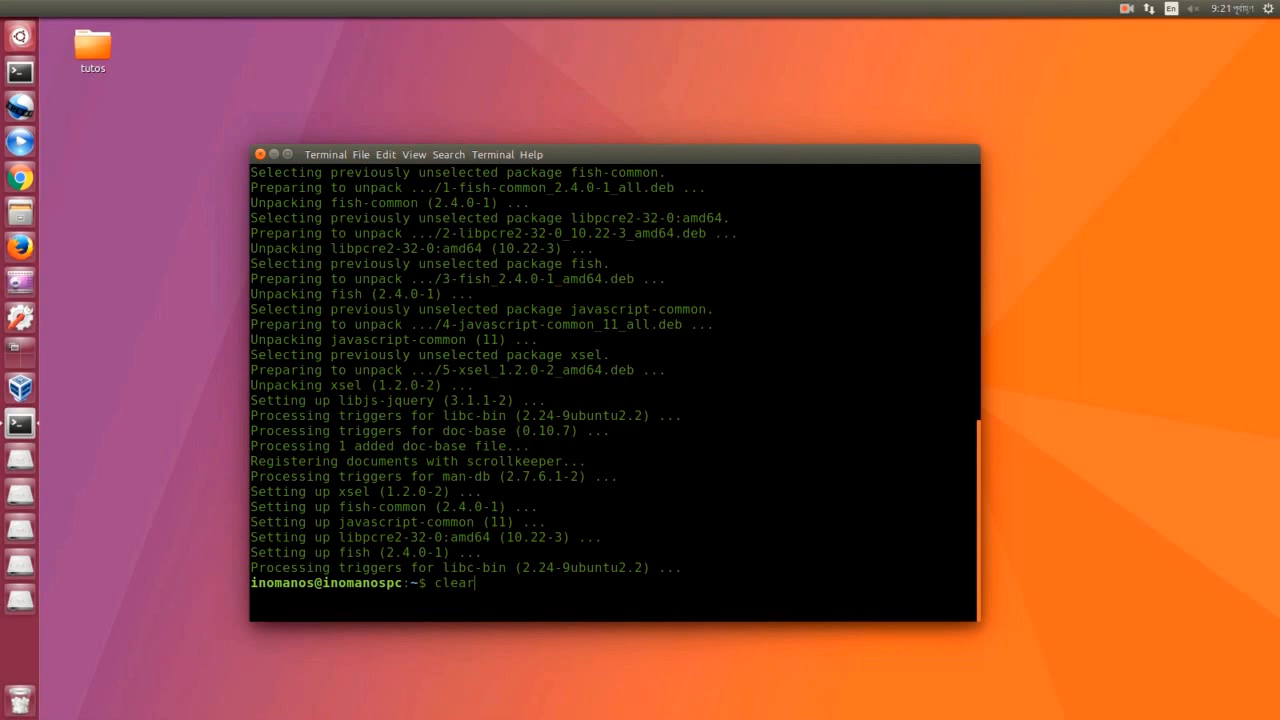 En
9:21 পূর্বাহ্ণ
tutos
Terminal File Edit View Search Terminal Help
Selecting previously unselected package fish-common.
Preparing to unpack .../1-fish-common_2.4.0-1_all.deb ...
Unpacking fish-common (2.4.0-1) ...
Selecting previously unselected package libpcre2-32-0:amd64.
Preparing to unpack .../2-libpcre2-32-0_10.22-3_amd64.deb ...
Unpacking libpcre2-32-0:amd64 (10.22-3) ...
Selecting previously unselected package fish.
Preparing to unpack .../3-fish_2.4.0-1_amd64.deb ...
Unpacking fish (2.4.0-1) ...
Selecting previously unselected package javascript-common.
Preparing to unpack .../4-javascript-common_11_all.deb ...
Unpacking javascript-common (11) ...
Selecting previously unselected package xsel.
Preparing to unpack .../5-xsel_1.2.0-2_amd64.deb ...
Unpacking xsel (1.2.0-2) ...
Setting up libjs-jquery (3.1.1-2) ...
Processing triggers for libc-bin (2.24-9ubuntu2.2) ...
Processing triggers for doc-base (0.10.7) ...
Processing 1 added doc-base file...
Registering documents with scrollkeeper...
Processing triggers for man-db (2.7.6.1-2) ...
Setting up xsel (1.2.0-2) ...
Setting up fish-common (2.4.0-1) ...
Setting up javascript-common (11) ...
Setting up libpcre2-32-0:amd64 (10.22-3) ...
Setting up fish (2.4.0-1) ...
Processing triggers for libc-bin (2.24-9ubuntu2.2) ...
inomanos@inomanospc:~$ clear